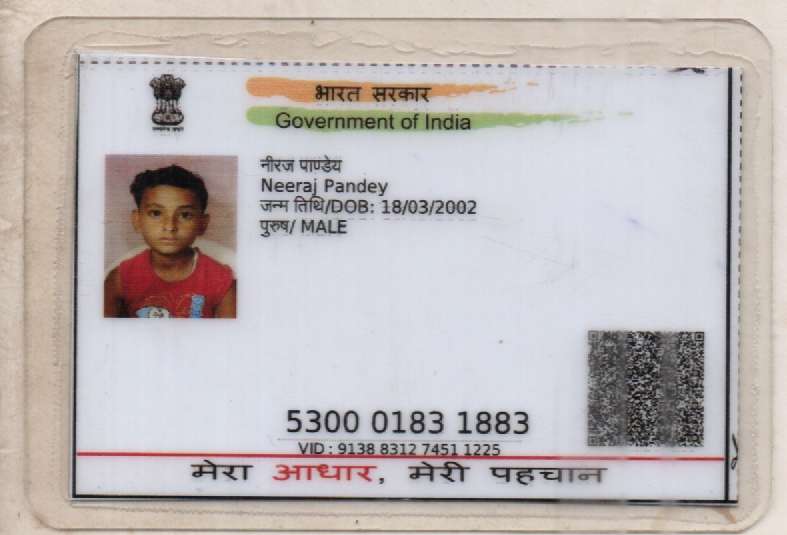 भारत सरकार
Government of India
नीरज पाण्डेय
Neeraj Pandey
जन्म तिथि/DOB: 18/03/2002
पुरुष/ MALE
5300 0183 1883
VID : 9138 8312 7451 1225
मेरा आधार, मेरी पहचान